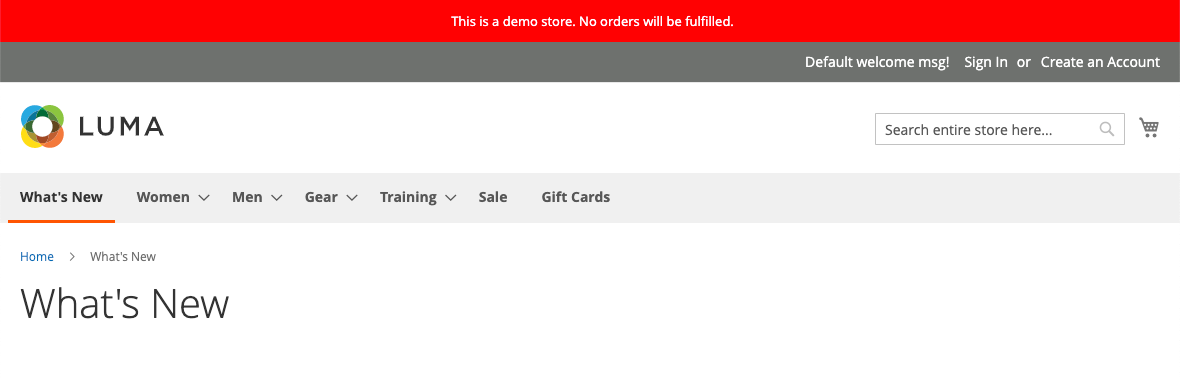 This is a demo store. No orders will be fulfilled.
Default welcome msg! Sign In or Create an Account
LUMA
Search entire store here...
What's New Women Men Gear Training Sale Gift Cards
Home > What's New
What's New